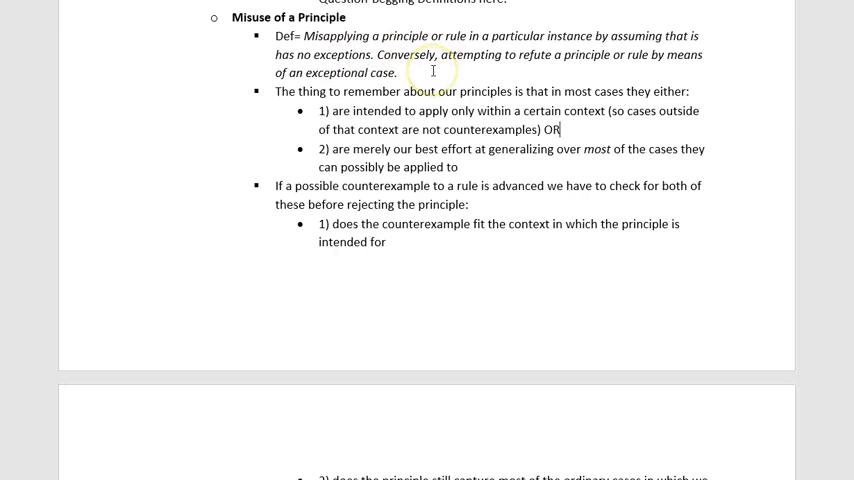 Question-Begging Definitions here.
o Misuse of a Principle
▪ Def= Misapplying a principle or rule in a particular instance by assuming that is
has no exceptions. Conversely, attempting to refute a principle or rule by means
of an exceptional case.
▪ The thing to remember about our principles is that in most cases they either:
• 1) are intended to apply only within a certain context (so cases outside
of that context are not counterexamples) OR
• 2) are merely our best effort at generalizing over most of the cases they
can possibly be applied to
▪ If a possible counterexample to a rule is advanced we have to check for both of
these before rejecting the principle:
• 1) does the counterexample fit the context in which the principle is
intended for
• 2) does the principle still capture most of the ordinary cases in which we